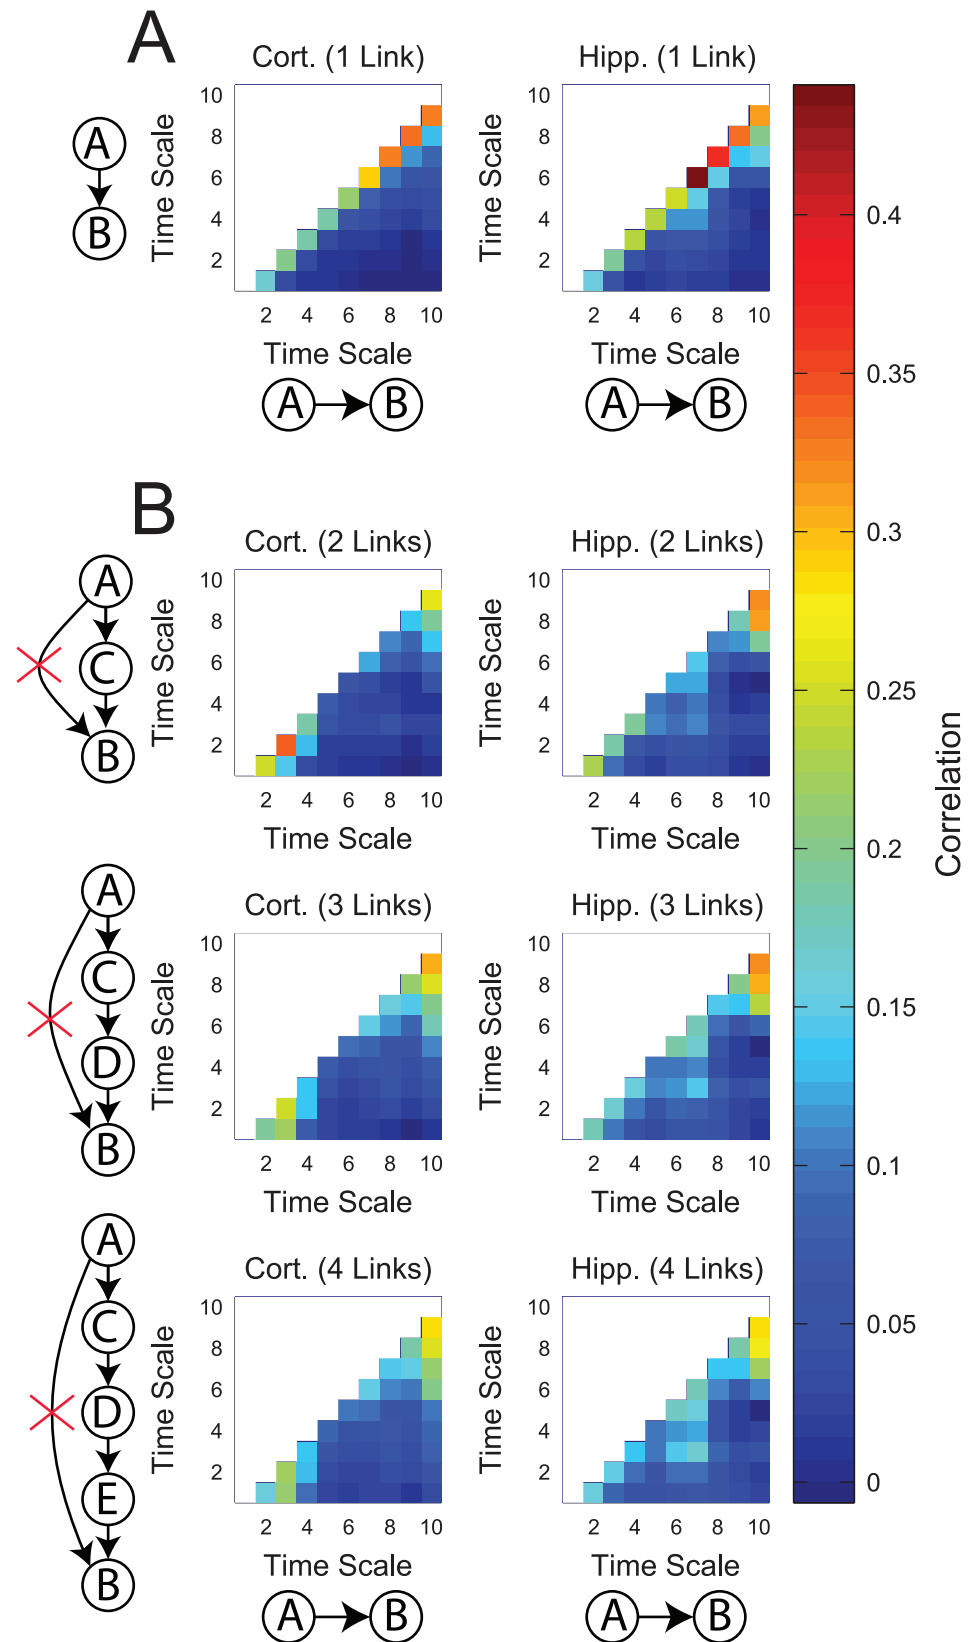 A
Cort. (1 Link)
Hipp. (1 Link)
A
B
Time Scale
10
8
6
4
2
2 4 6 8 10
Time Scale
A B
Time Scale
10
8
6
4
2
2 4 6 8 10
Time Scale
A B
B
Cort. (2 Links)
Hipp. (2 Links)
A
C
B
Time Scale
10
8
6
4
2
2 4 6 8 10
Time Scale
Time Scale
10
8
6
4
2
2 4 6 8 10
Time Scale
Cort. (3 Links)
Hipp. (3 Links)
A
C
D
B
Time Scale
10
8
6
4
2
2 4 6 8 10
Time Scale
Time Scale
10
8
6
4
2
2 4 6 8 10
Time Scale
Cort. (4 Links)
Hipp. (4 Links)
A
C
D
E
B
Time Scale
10
8
6
4
2
2 4 6 8 10
Time Scale
A B
Time Scale
10
8
6
4
2
2 4 6 8 10
Time Scale
A B
0.4
0.35
0.3
0.25
0.2
0.15
0.1
0.05
0
Correlation